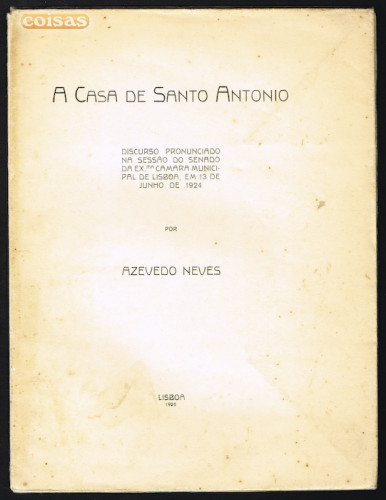 coisas
A CASA DE SANTO ANTONIO
DISCURSO PRONUNCIADO
NA SESSÃO DO SENADO
DA EX.MA CAMARA MUNICI-
PAL DE LISBOA, EM 13 DE
JUNHO DE 1924
POR
AZEVEDO NEVES
LISBOA